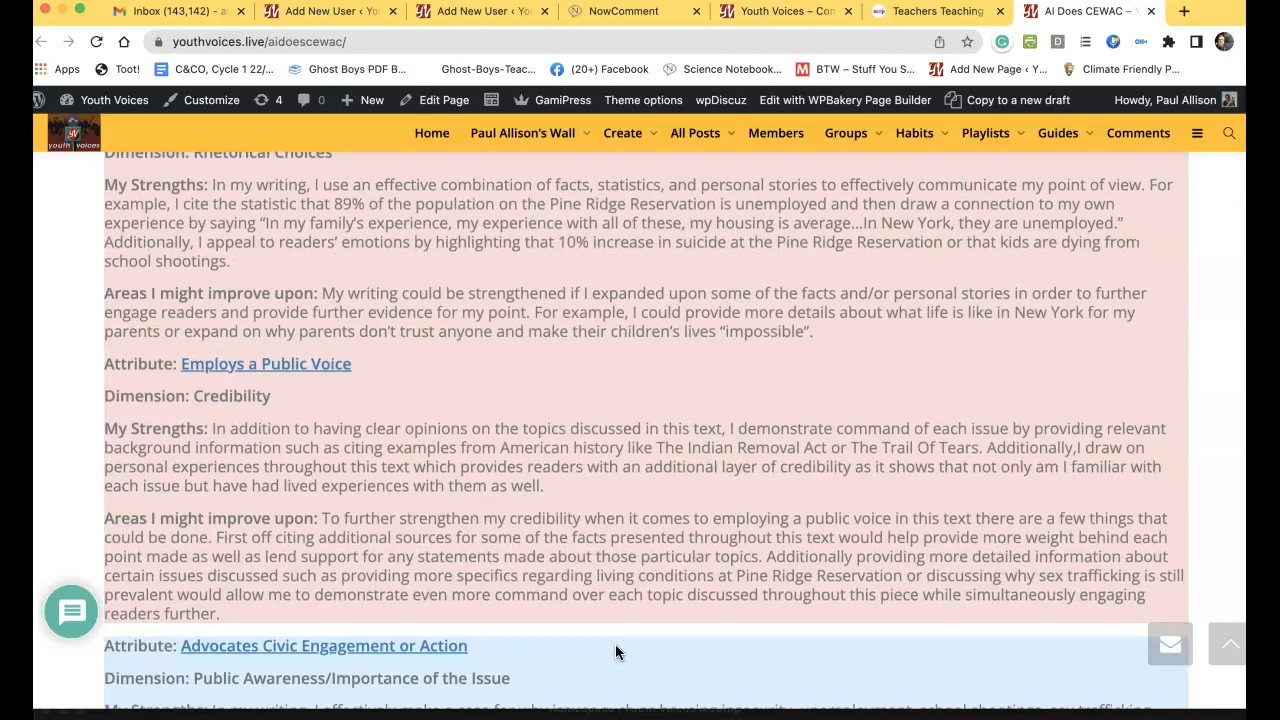 Inbox (143,142) - a
Add New User ‹ You
Add New User ‹ You
NowComment
Youth Voices – Com
Teachers Teaching
AI Does CEWAC – Y
youthvoices.live/aidoescewac/
Apps
Toot!
C&CO, Cycle 1 22/...
Ghost Boys PDF B...
Ghost-Boys-Teac...
(20+) Facebook
Science Notebook...
BTW – Stuff You S...
Add New Page ‹ Y...
Climate Friendly P...
Youth Voices
Customize
4
0
New
Edit Page
GamiPress
Theme options
wpDiscuz
Edit with WPBakery Page Builder
Copy to a new draft
Howdy, Paul Allison
youth voices
Home
Paul Allison's Wall
Create
All Posts
Members
Groups
Habits
Playlists
Guides
Comments
Dimension: Rhetorical Choices
My Strengths: In my writing, I use an effective combination of facts, statistics, and personal stories to effectively communicate my point of view. For
example, I cite the statistic that 89% of the population on the Pine Ridge Reservation is unemployed and then draw a connection to my own
experience by saying “In my family’s experience, my experience with all of these, my housing is average…In New York, they are unemployed.”
Additionally, I appeal to readers’ emotions by highlighting that 10% increase in suicide at the Pine Ridge Reservation or that kids are dying from
school shootings.
Areas I might improve upon: My writing could be strengthened if I expanded upon some of the facts and/or personal stories in order to further
engage readers and provide further evidence for my point. For example, I could provide more details about what life is like in New York for my
parents or expand on why parents don’t trust anyone and make their children’s lives “impossible”.
Attribute: Employs a Public Voice
Dimension: Credibility
My Strengths: In addition to having clear opinions on the topics discussed in this text, I demonstrate command of each issue by providing relevant
background information such as citing examples from American history like The Indian Removal Act or The Trail Of Tears. Additionally,I draw on
personal experiences throughout this text which provides readers with an additional layer of credibility as it shows that not only am I familiar with
each issue but have had lived experiences with them as well.
Areas I might improve upon: To further strengthen my credibility when it comes to employing a public voice in this text there are a few things that
could be done. First off citing additional sources for some of the facts presented throughout this text would help provide more weight behind each
point made as well as lend support for any statements made about those particular topics. Additionally providing more detailed information about
certain issues discussed such as providing more specifics regarding living conditions at Pine Ridge Reservation or discussing why sex trafficking is still
prevalent would allow me to demonstrate even more command over each topic discussed throughout this piece while simultaneously engaging
readers further.
Attribute: Advocates Civic Engagement or Action
Dimension: Public Awareness/Importance of the Issue